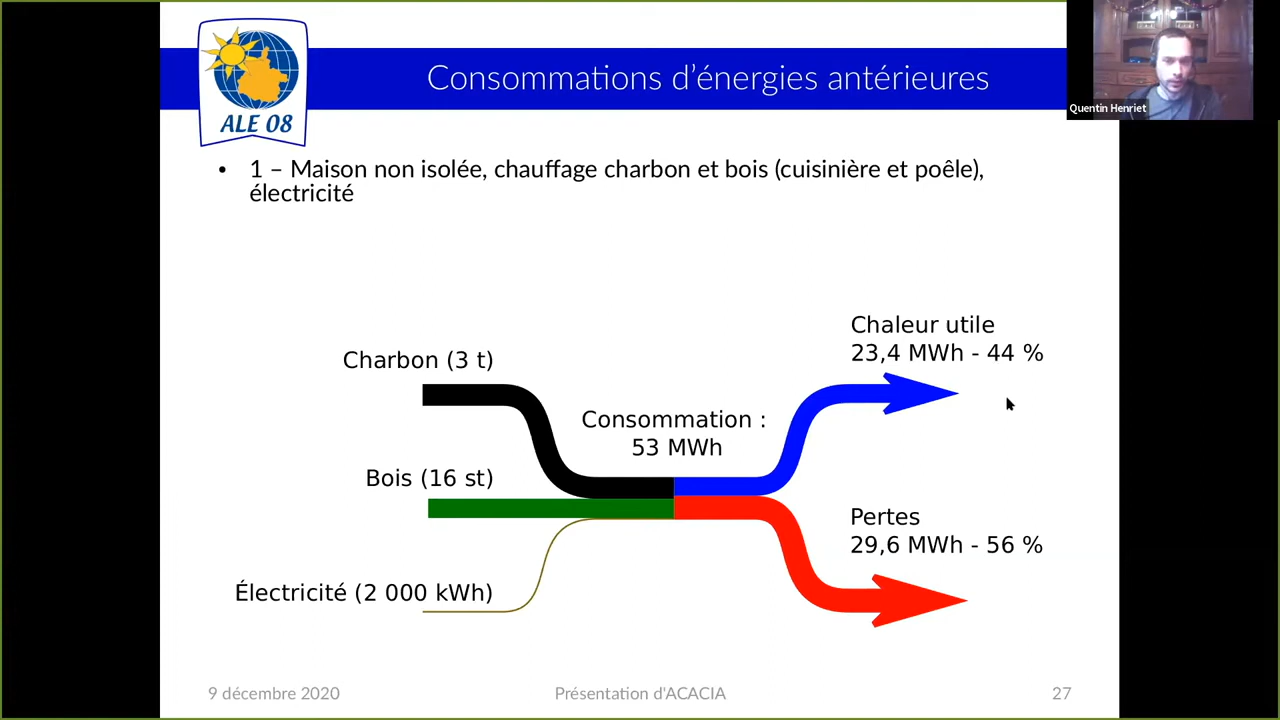 Consommations d'énergies antérieures
Quentin Henriet
ALE 08
• 1 – Maison non isolée, chauffage charbon et bois (cuisinière et poêle),
électricité
Chaleur utile
23,4 MWh - 44 %
Charbon (3 t)
Consommation :
53 MWh
Bois (16 st)
Pertes
29,6 MWh - 56 %
Électricité (2 000 kWh)
9 décembre 2020
Présentation d'ACACIA
27